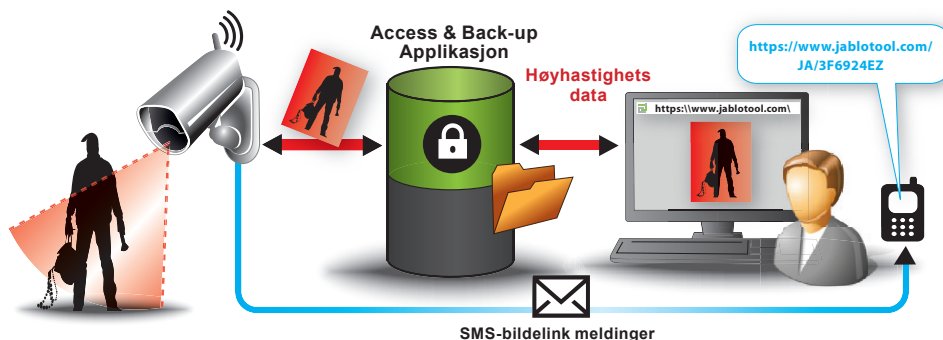 Access & Back-up
Applikasjon
Høyhastighets
data
https://www.jablotool.com/
JA/3F6924EZ
https:\\www.jablotool.com\
SMS-bildelink meldinger